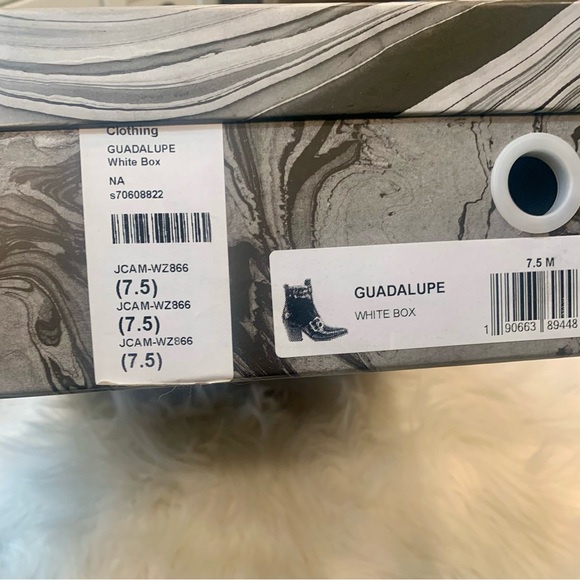 Clothing
GUADALUPE
White Box
NA
s70608822
JCAM-WZ866
(7.5)
JCAM-WZ866
(7.5)
JCAM-WZ866
(7.5)
7.5 M
GUADALUPE
WHITE BOX
1 90663 89448